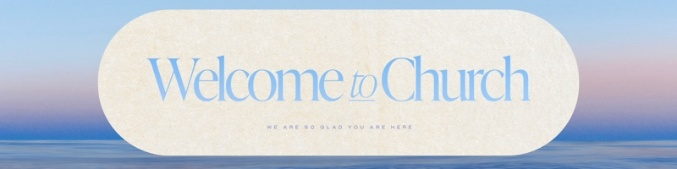 Welcome to Church
WE ARE SO GLAD YOU ARE HERE